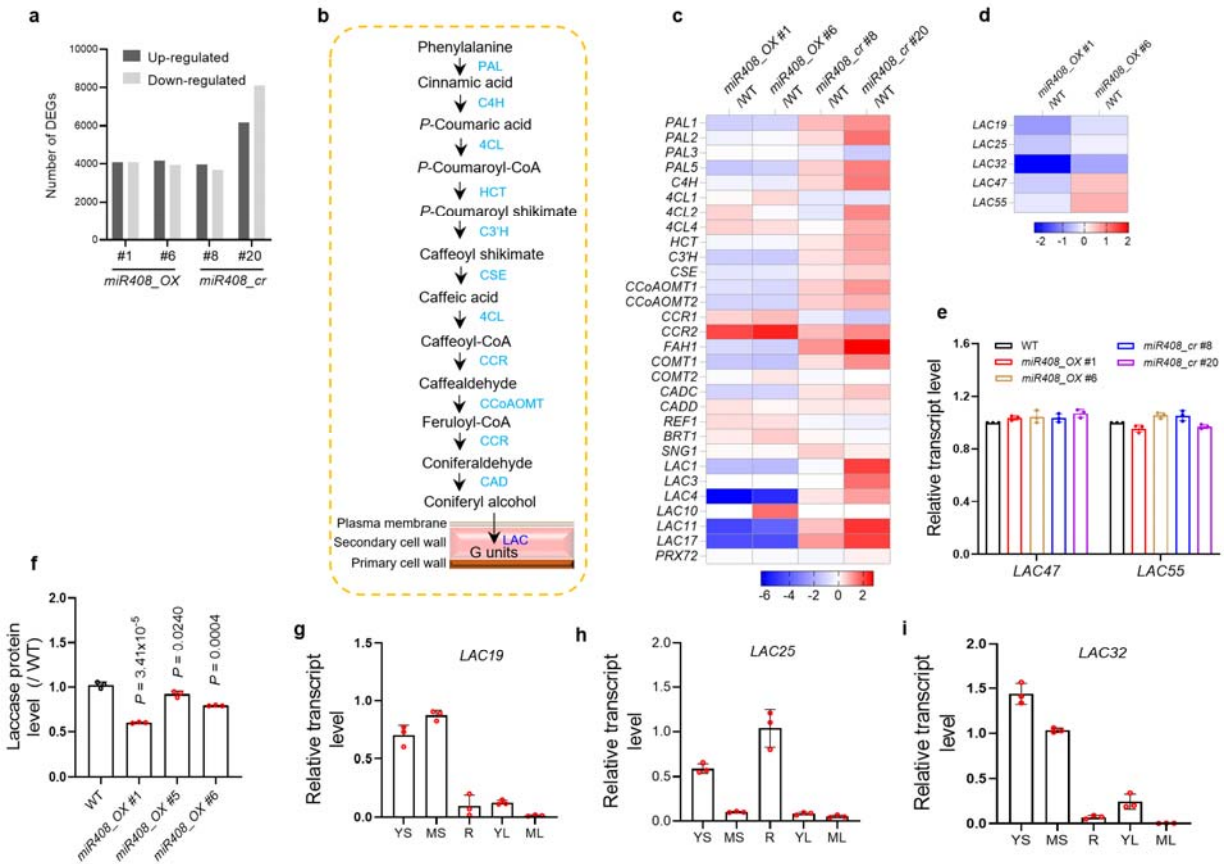 a
Up-regulated
Down-regulated
Number of DEGs
10000
8000
6000
4000
2000
0
#1 #6 #8 #20
miR408_OX miR408_cr
b
Phenylalanine
PAL
Cinnamic acid
C4H
P-Coumaric acid
4CL
P-Coumaroyl-CoA
HCT
P-Coumaroyl shikimate
C3'H
Caffeoyl shikimate
CSE
Caffeic acid
4CL
Caffeoyl-CoA
CCR
Caffealdehyde
CCoAOMT
Feruloyl-CoA
CCR
Coniferaldehyde
CAD
Coniferyl alcohol
Plasma membrane
Secondary cell wall
LAC
G units
Primary cell wall
c
miR408_OX #1 /WT
miR408_OX #6 /WT
miR408_cr #8 /WT
miR408_cr #20 /WT
PAL1
PAL2
PAL3
PAL5
C4H
4CL1
4CL2
4CL4
HCT
C3'H
CSE
CCoAOMT1
CCoAOMT2
CCR1
CCR2
FAH1
COMT1
COMT2
CADC
CADD
REF1
BRT1
SNG1
LAC1
LAC3
LAC4
LAC10
LAC11
LAC17
PRX72
-6 -4 -2 0 2
d
miR408_OX #1 /WT
miR408_OX #6 /WT
LAC19
LAC25
LAC32
LAC47
LAC55
-2 -1 0 1 2
e
WT
miR408_OX #1
miR408_OX #6
miR408_cr #8
miR408_cr #20
Relative transcript level
1.6
1.2
0.8
0.4
0.0
LAC47 LAC55
f
Laccase protein
level (/ WT)
2.0
1.5
1.0
0.5
0.0
P = 3.41x10-5
P = 0.0240
P = 0.0004
WT
miR408_OX #1
miR408_OX #5
miR408_OX #6
g
LAC19
Relative transcript
level
1.5
1.0
0.5
0.0
YS MS R YL ML
h
LAC25
Relative transcript
level
2.0
1.5
1.0
0.5
0.0
YS MS R YL ML
i
LAC32
Relative transcript
level
2.0
1.5
1.0
0.5
0.0
YS MS R YL ML